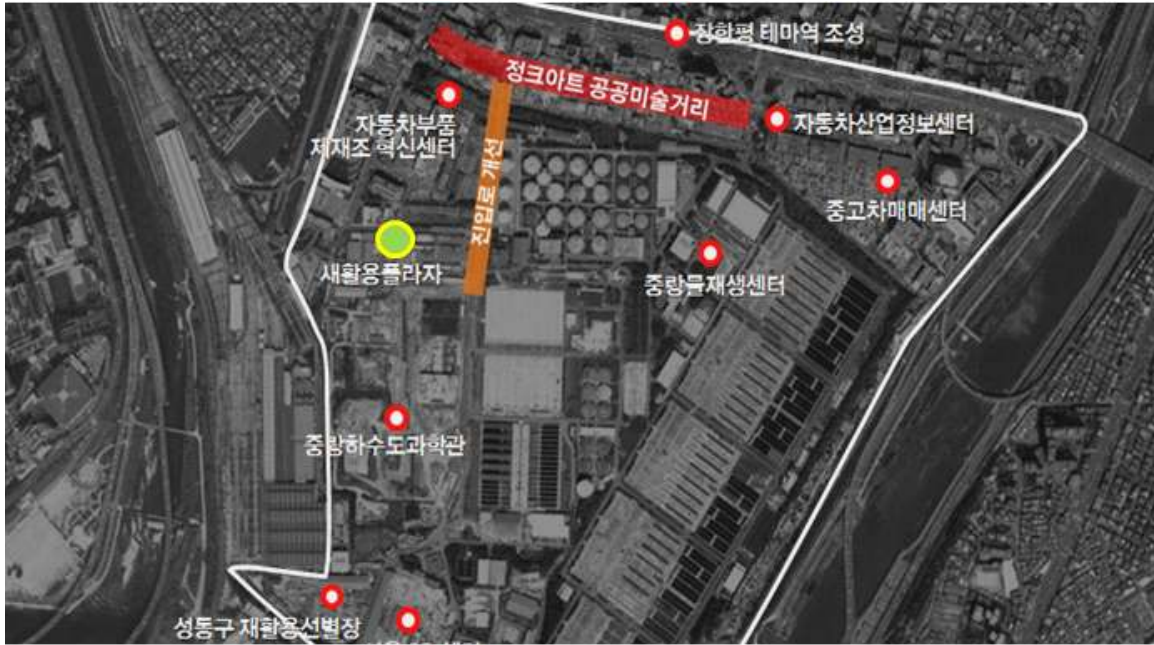 장한평 테마역 조성
정크아트 공공미술거리
자동차산업정보센터
자동차부품
재제조 혁신센터
진입로 개선
중고차매매센터
새활용플라자
중랑물재생센터
중랑하수도과학관
성동구 재활용선별장